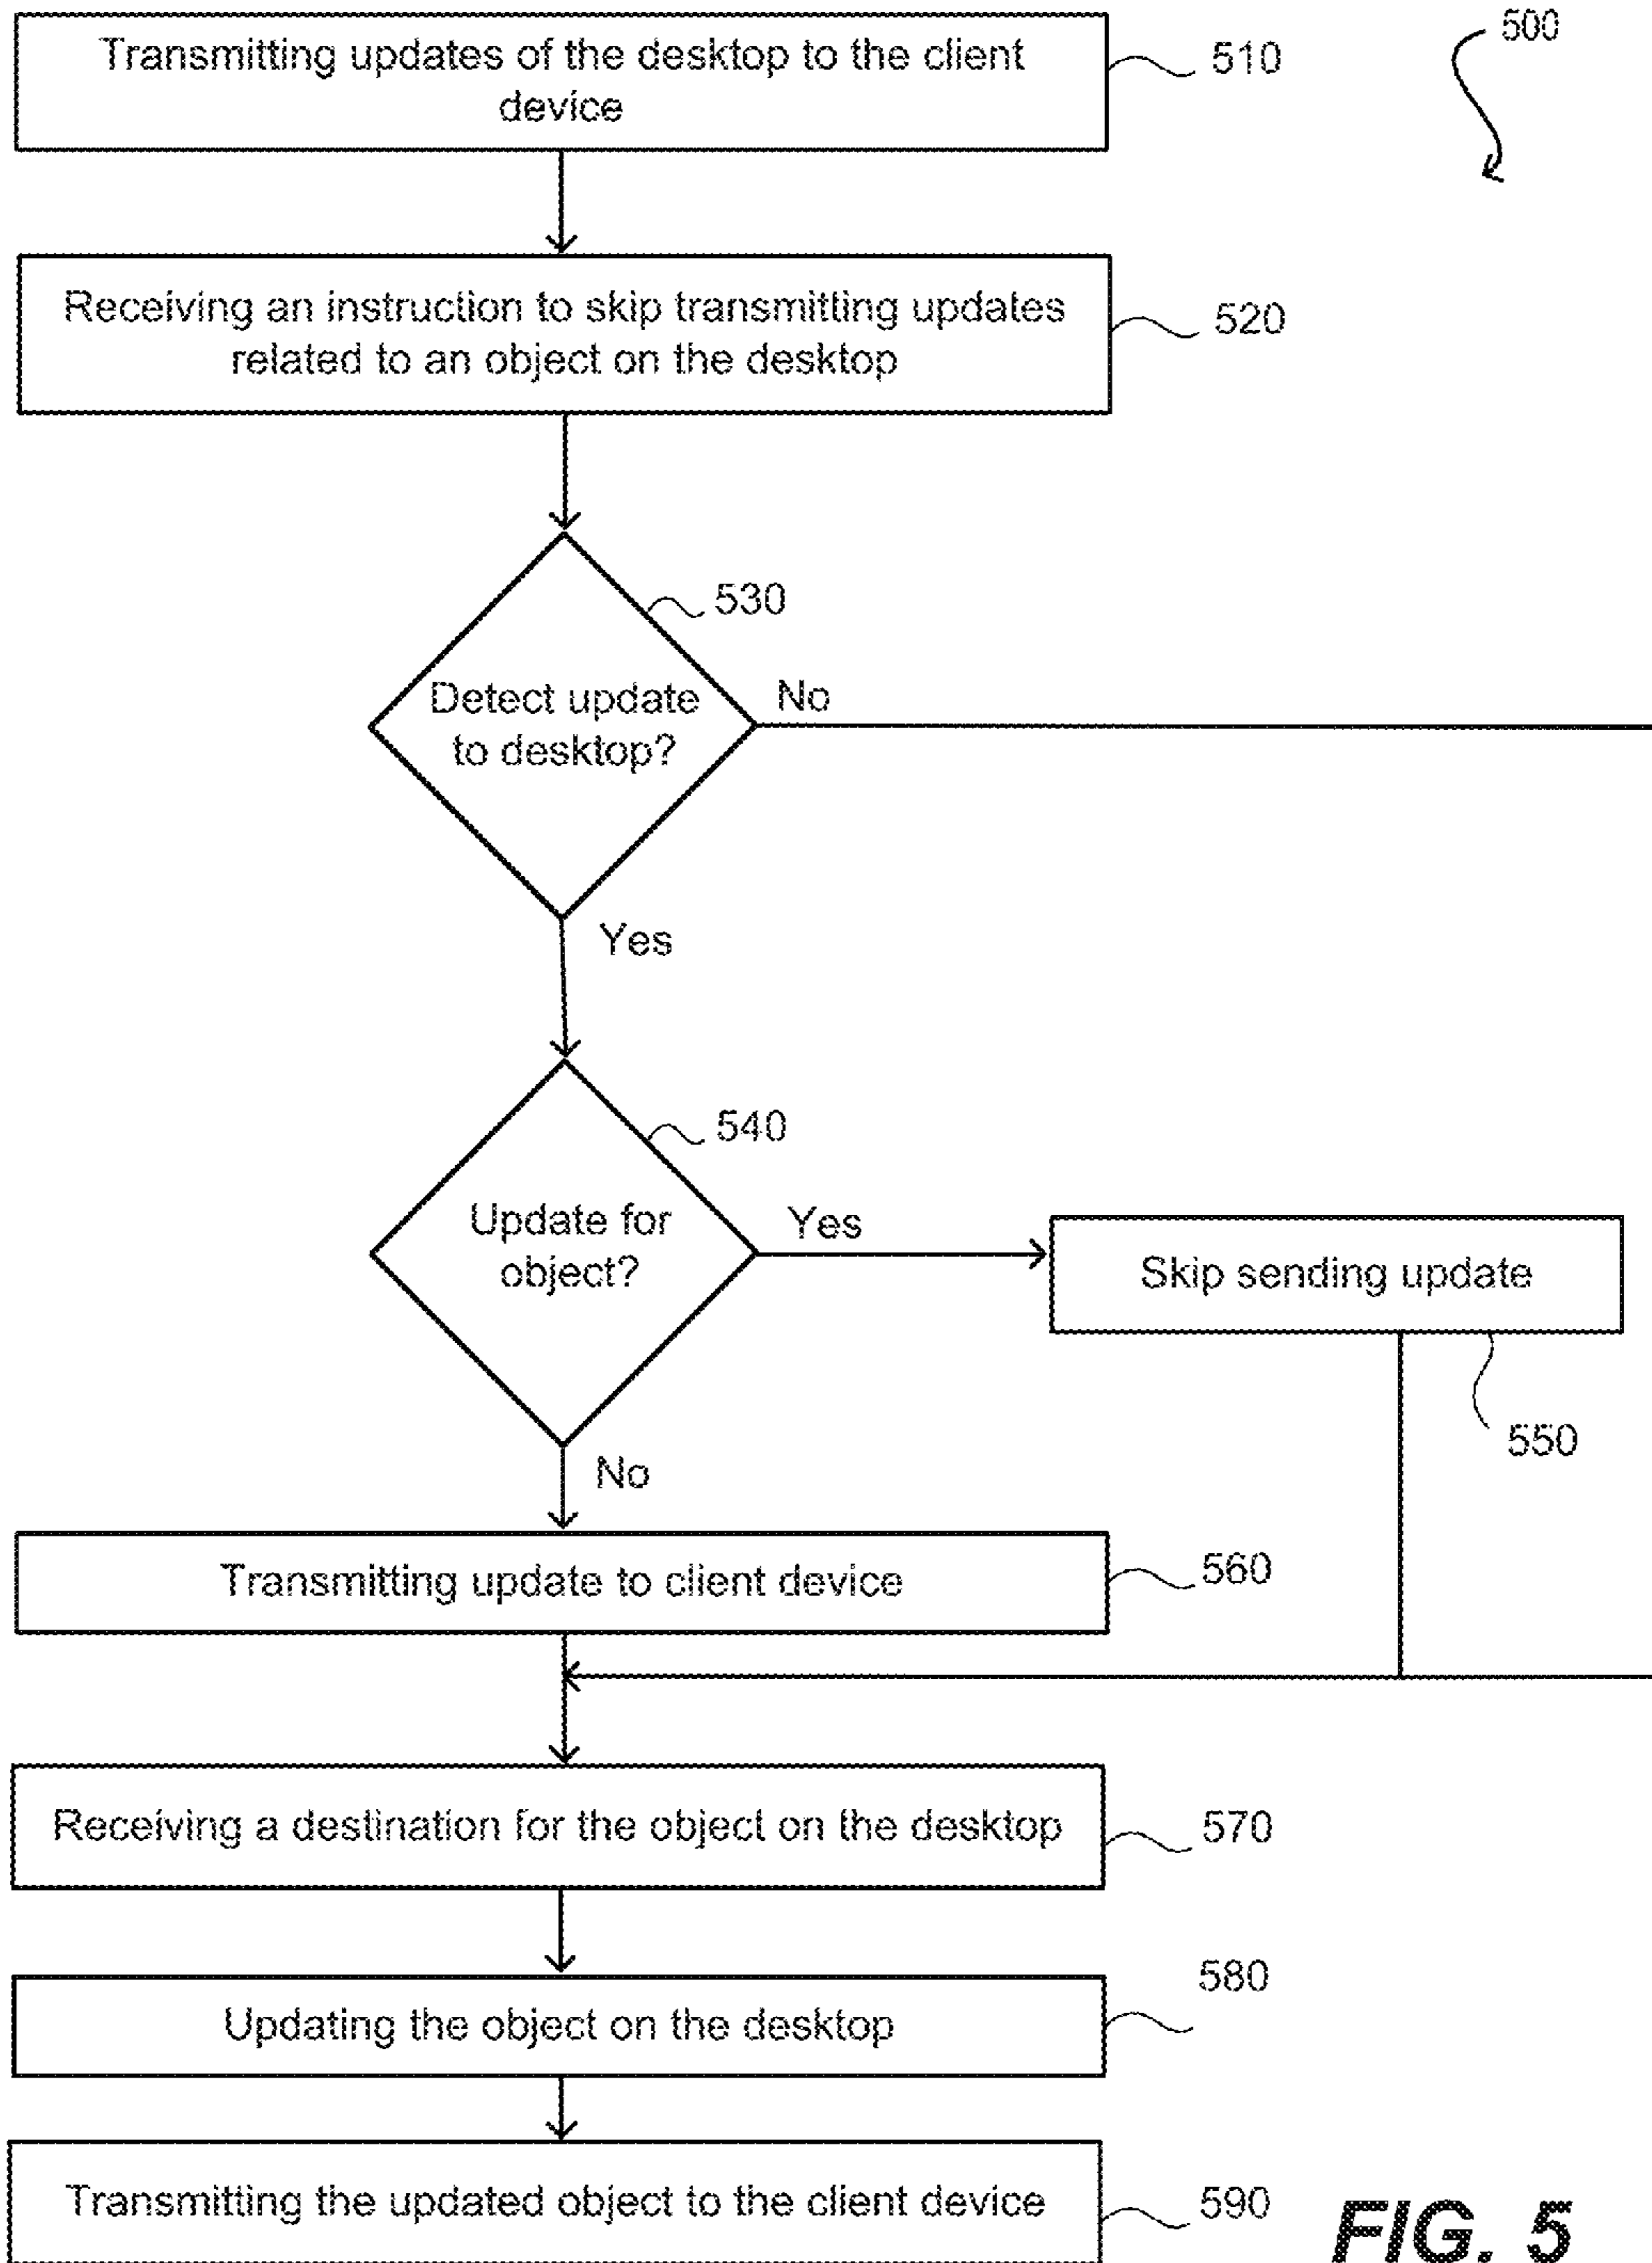 500
Transmitting updates of the desktop to the client
device
510
Receiving an instruction to skip transmitting updates
related to an object on the desktop
520
530
Detect update
to desktop?
No
Yes
540
Update for
object?
Yes
Skip sending update
550
No
Transmitting update to client device
560
Receiving a destination for the object on the desktop
570
Updating the object on the desktop
580
Transmitting the updated object to the client device
590
FIG. 5